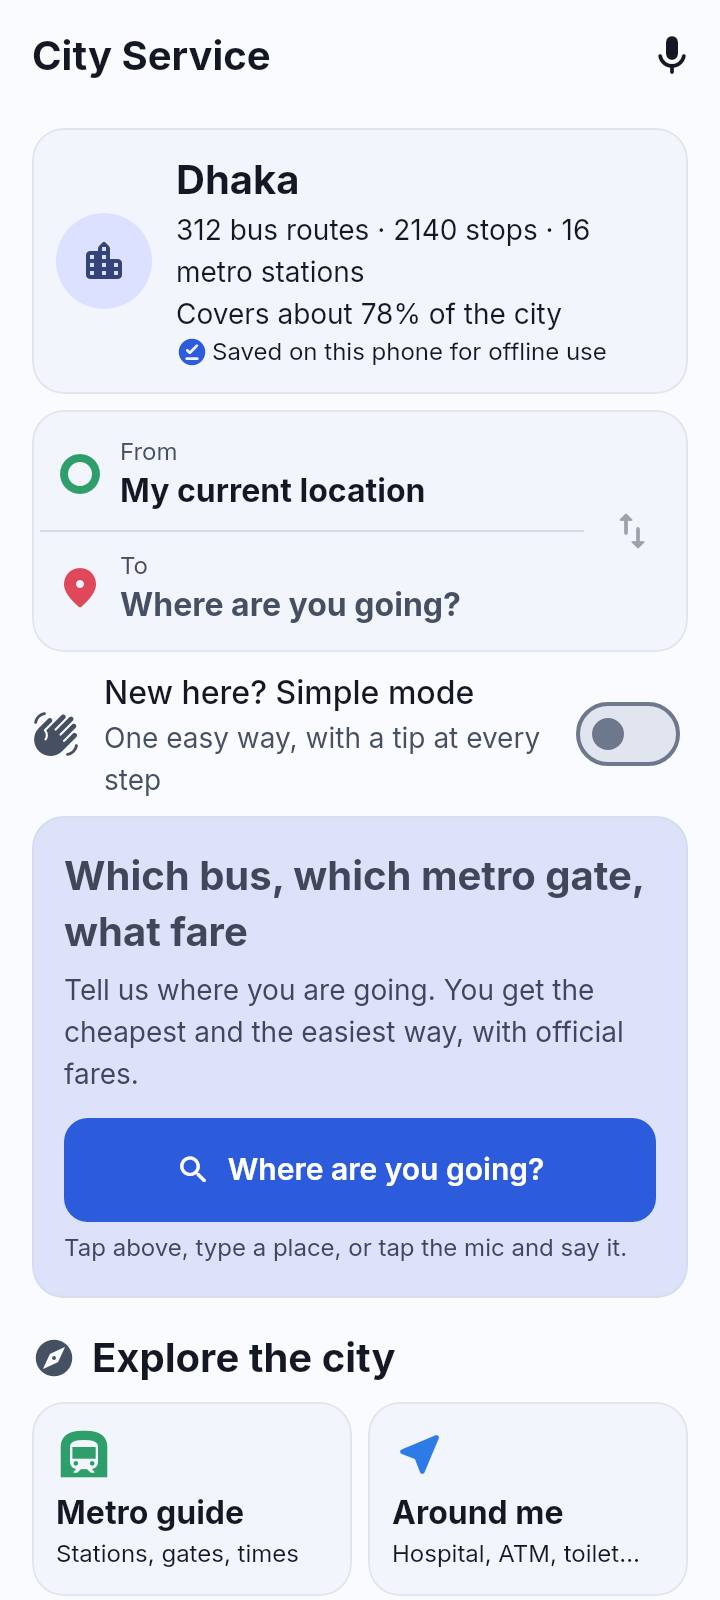 City Service
Dhaka
312 bus routes · 2140 stops · 16
metro stations
Covers about 78% of the city
Saved on this phone for offline use
From
My current location
To
Where are you going?
New here? Simple mode
One easy way, with a tip at every
step
Which bus, which metro gate,
what fare
Tell us where you are going. You get the
cheapest and the easiest way, with official
fares.
Where are you going?
Tap above, type a place, or tap the mic and say it.
Explore the city
Metro guide
Stations, gates, times
Around me
Hospital, ATM, toilet...